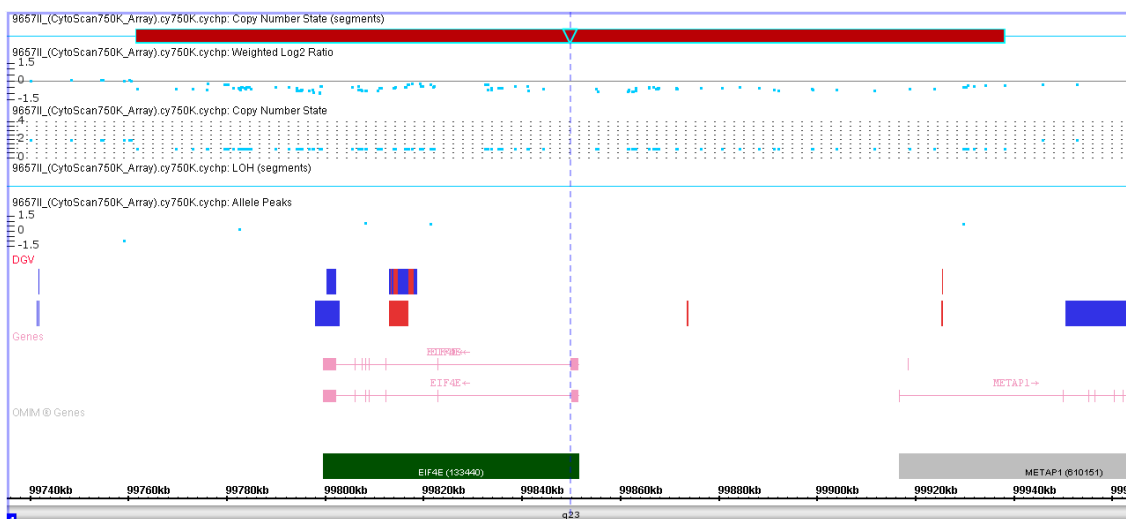 9657II_(CytoScan750K_Array).cy750K.cychp: Copy Number State (segments)
9657II_(CytoScan750K_Array).cy750K.cychp: Weighted Log2 Ratio
1.5
0
-1.5
9657II_(CytoScan750K_Array).cy750K.cychp: Copy Number State
4
2
0
9657II_(CytoScan750K_Array).cy750K.cychp: LOH (segments)
9657II_(CytoScan750K_Array).cy750K.cychp: Allele Peaks
1.5
0
-1.5
DGV
Genes
EIF4E←
METAP1→
OMIM ® Genes
EIF4E (133440) METAP1 (610151)
99740kb 99760kb 99780kb 99800kb 99820kb 99840kb 99860kb 99880kb 99900kb 99920kb 99940kb
q23